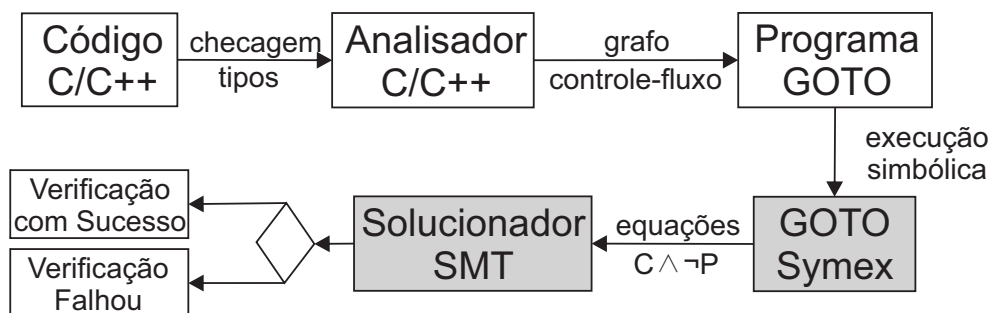 Código
C/C++
checagem
tipos
Analisador
C/C++
grafo
controle-fluxo
Programa
GOTO
execução
simbólica
GOTO
Symex
equações
C ∧ ¬P
Solucionador
SMT
Verificação
com Sucesso
Verificação
Falhou